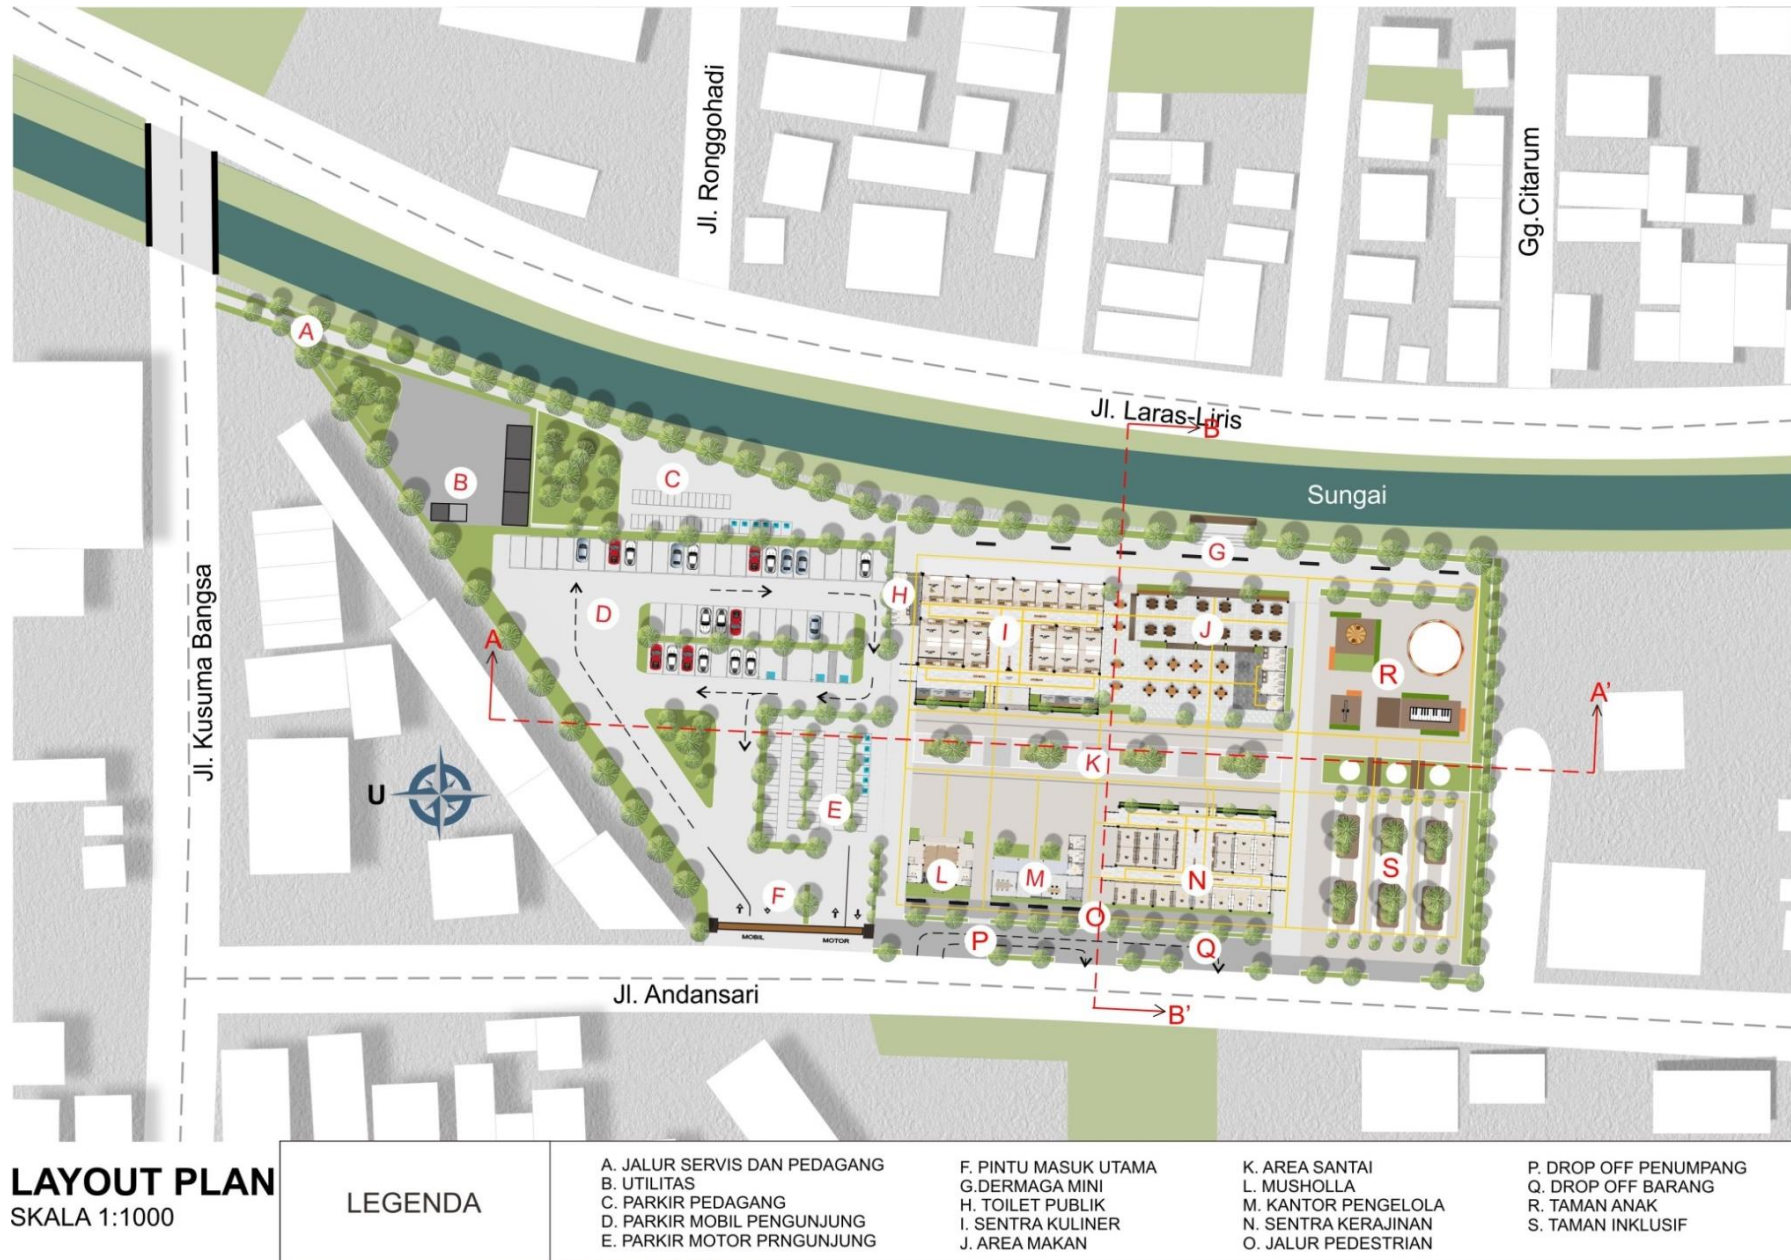 Jl. Ronggohadi
Gg.Citarum
Jl. Laras-Liris
B
Sungai
A
B
C
G
H
D
I
J
A
R
A'
K
Jl. Kusuma Bangsa
U
E
L
M
N
S
F
O
P
Q
MOBIL
MOTOR
Jl. Andansari
B'
LAYOUT PLAN
SKALA 1:1000
LEGENDA
A. JALUR SERVIS DAN PEDAGANG
B. UTILITAS
C. PARKIR PEDAGANG
D. PARKIR MOBIL PENGUNJUNG
E. PARKIR MOTOR PRNGUNJUNG
F. PINTU MASUK UTAMA
G.DERMAGA MINI
H. TOILET PUBLIK
I. SENTRA KULINER
J. AREA MAKAN
K. AREA SANTAI
L. MUSHOLLA
M. KANTOR PENGELOLA
N. SENTRA KERAJINAN
O. JALUR PEDESTRIAN
P. DROP OFF PENUMPANG
Q. DROP OFF BARANG
R. TAMAN ANAK
S. TAMAN INKLUSIF